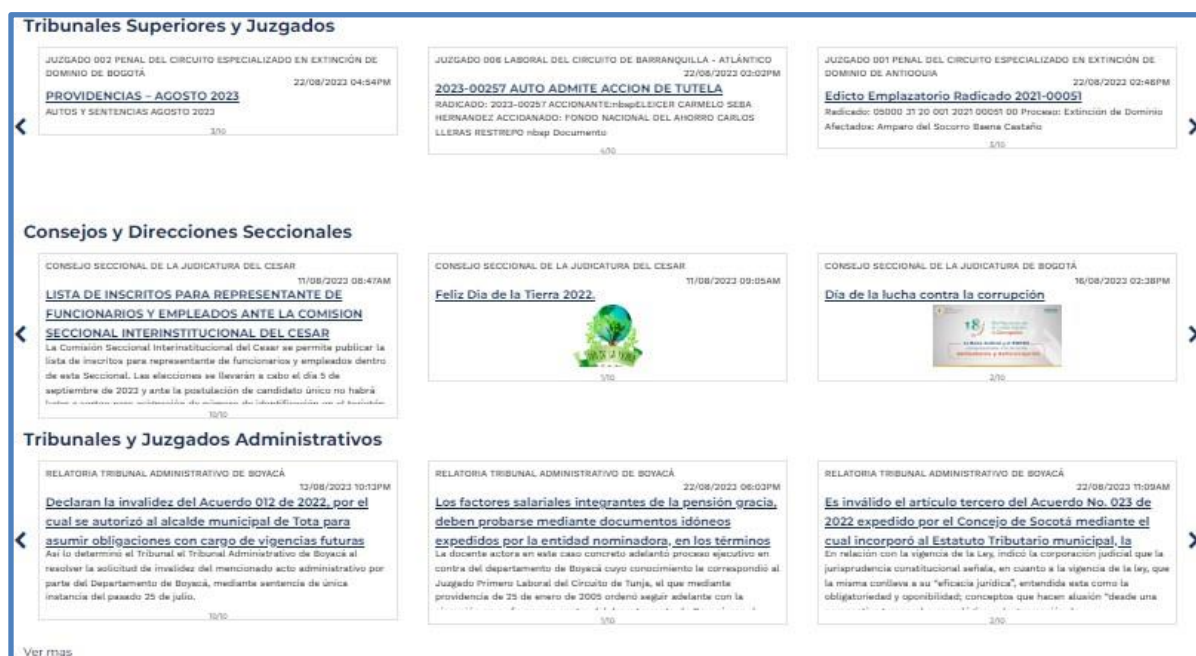 Tribunales Superiores y Juzgados
JUZGADO 002 PENAL DEL CIRCUITO ESPECIALIZADO EN EXTINCIÓN DE
DOMINIO DE BOGOTÁ
22/08/2023 04:54PM
PROVIDENCIAS – AGOSTO 2023
AUTOS Y SENTENCIAS AGOSTO 2023
3/10
JUZGADO 006 LABORAL DEL CIRCUITO DE BARRANQUILLA - ATLÁNTICO
22/08/2023 03:02PM
2023-00257 AUTO ADMITE ACCION DE TUTELA
RADICADO: 2023-00257 ACCIONANTE:nbspELEICER CARMELO SEBA
HERNANDEZ ACCIDANADO: FONDO NACIONAL DEL AHORRO CARLOS
LLERAS RESTREPO nbsp Documento
4/10
JUZGADO 001 PENAL DEL CIRCUITO ESPECIALIZADO EN EXTINCIÓN DE
DOMINIO DE ANTIOQUIA
22/08/2023 02:46PM
Edicto Emplazatorio Radicado 2021-00051
Radicado: 05000 31 20 001 2021 00051 00 Proceso: Extinción de Dominio
Afectados: Amparo del Socorro Baena Castaño
5/10
Consejos y Direcciones Seccionales
CONSEJO SECCIONAL DE LA JUDICATURA DEL CESAR
11/08/2023 08:47AM
LISTA DE INSCRITOS PARA REPRESENTANTE DE
FUNCIONARIOS Y EMPLEADOS ANTE LA COMISION
SECCIONAL INTERINSTITUCIONAL DEL CESAR
La Comisión Seccional Interinstitucional del Cesar se permite publicar la
lista de inscritos para representante de funcionarios y empleados dentro
de esta Seccional. Las elecciones se llevarán a cabo el día 5 de
septiembre de 2023 y ante la postulación de candidato único no habrá
10/10
CONSEJO SECCIONAL DE LA JUDICATURA DEL CESAR
11/08/2023 09:05AM
Feliz Dia de la Tierra 2022.
1/10
CONSEJO SECCIONAL DE LA JUDICATURA DE BOGOTÁ
16/08/2023 02:38PM
Día de la lucha contra la corrupción
18
2/10
Tribunales y Juzgados Administrativos
RELATORIA TRIBUNAL ADMINISTRATIVO DE BOYACÁ
13/08/2023 10:13PM
Declaran la invalidez del Acuerdo 012 de 2022, por el
cual se autorizó al alcalde municipal de Tota para
asumir obligaciones con cargo de vigencias futuras
Así lo determinó el Tribunal el Tribunal Administrativo de Boyacá al
resolver la solicitud de invalidez del mencionado acto administrativo por
parte del Departamento de Boyacá, mediante sentencia de única
instancia del pasado 25 de julio.
10/10
RELATORIA TRIBUNAL ADMINISTRATIVO DE BOYACÁ
22/08/2023 06:03PM
Los factores salariales integrantes de la pensión gracia,
deben probarse mediante documentos idóneos
expedidos por la entidad nominadora, en los términos
La docente actora en este caso concreto adelantó proceso ejecutivo en
contra del departamento de Boyacá cuyo conocimiento le correspondió al
Juzgado Primero Laboral del Circuito de Tunja, el que mediante
providencia de 25 de enero de 2005 ordenó seguir adelante con la
1/10
RELATORIA TRIBUNAL ADMINISTRATIVO DE BOYACÁ
22/08/2023 11:09AM
Es inválido el artículo tercero del Acuerdo No. 023 de
2022 expedido por el Concejo de Socotá mediante el
cual incorporó al Estatuto Tributario municipal, la
En relación con la vigencia de la Ley, indicó la corporación judicial que la
jurisprudencia constitucional señala, en cuanto a la vigencia de la ley, que
la misma conlleva a su "eficacia jurídica", entendida esta como la
obligatoriedad y oponibilidad; conceptos que hacen alusión "desde una
2/10
Ver mas